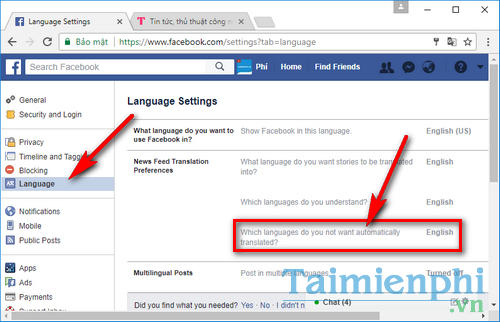 Language Settings
Tin tức, thủ thuật công n
Bảo mật
https://www.facebook.com/settings?tab=language
f
Search Facebook
Phí
Home
Find Friends
General
Security and Login
Privacy
Timeline and Taggi
Blocking
Language
Notifications
Mobile
Public Posts
Apps
Ads
Payments
Language Settings
What language do you want to use Facebook in?
Show Facebook in this language.
English (US)
News Feed Translation Preferences
What language do you want stories to be translated into?
English
Which languages do you understand?
English
Which languages do you not want automatically translated?
English
Multilingual Posts
Post in multiple languages
Turned off
Did you find what you needed? Yes · No · I didn't
Chat (4)
Taimienphi
.vn